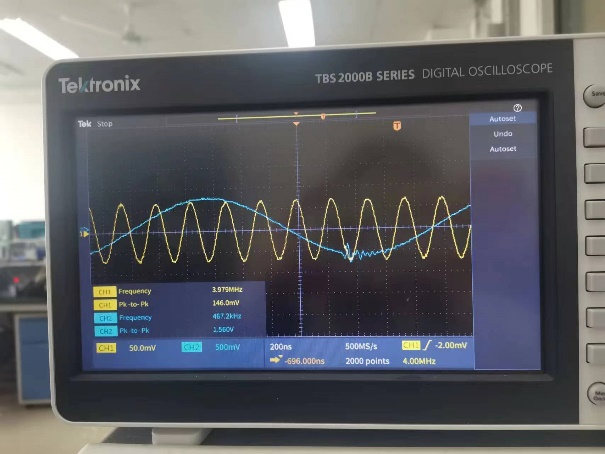 Tektronix
TBS 2000B SERIES DIGITAL OSCILLOSCOPE
Save
Tek Stop
Autoset
Undo
Autoset
T
CH1 Frequency 3.979MHz
CH1 Pk-to-Pk 146.0mV
CH2 Frequency 467.2kHz
CH2 Pk-to-Pk 1.560V
CH1 50.0mV CH2 500mV 200ns 500MS/s CH1 -2.00mV
-696.000ns 2000 points 4.00MHz